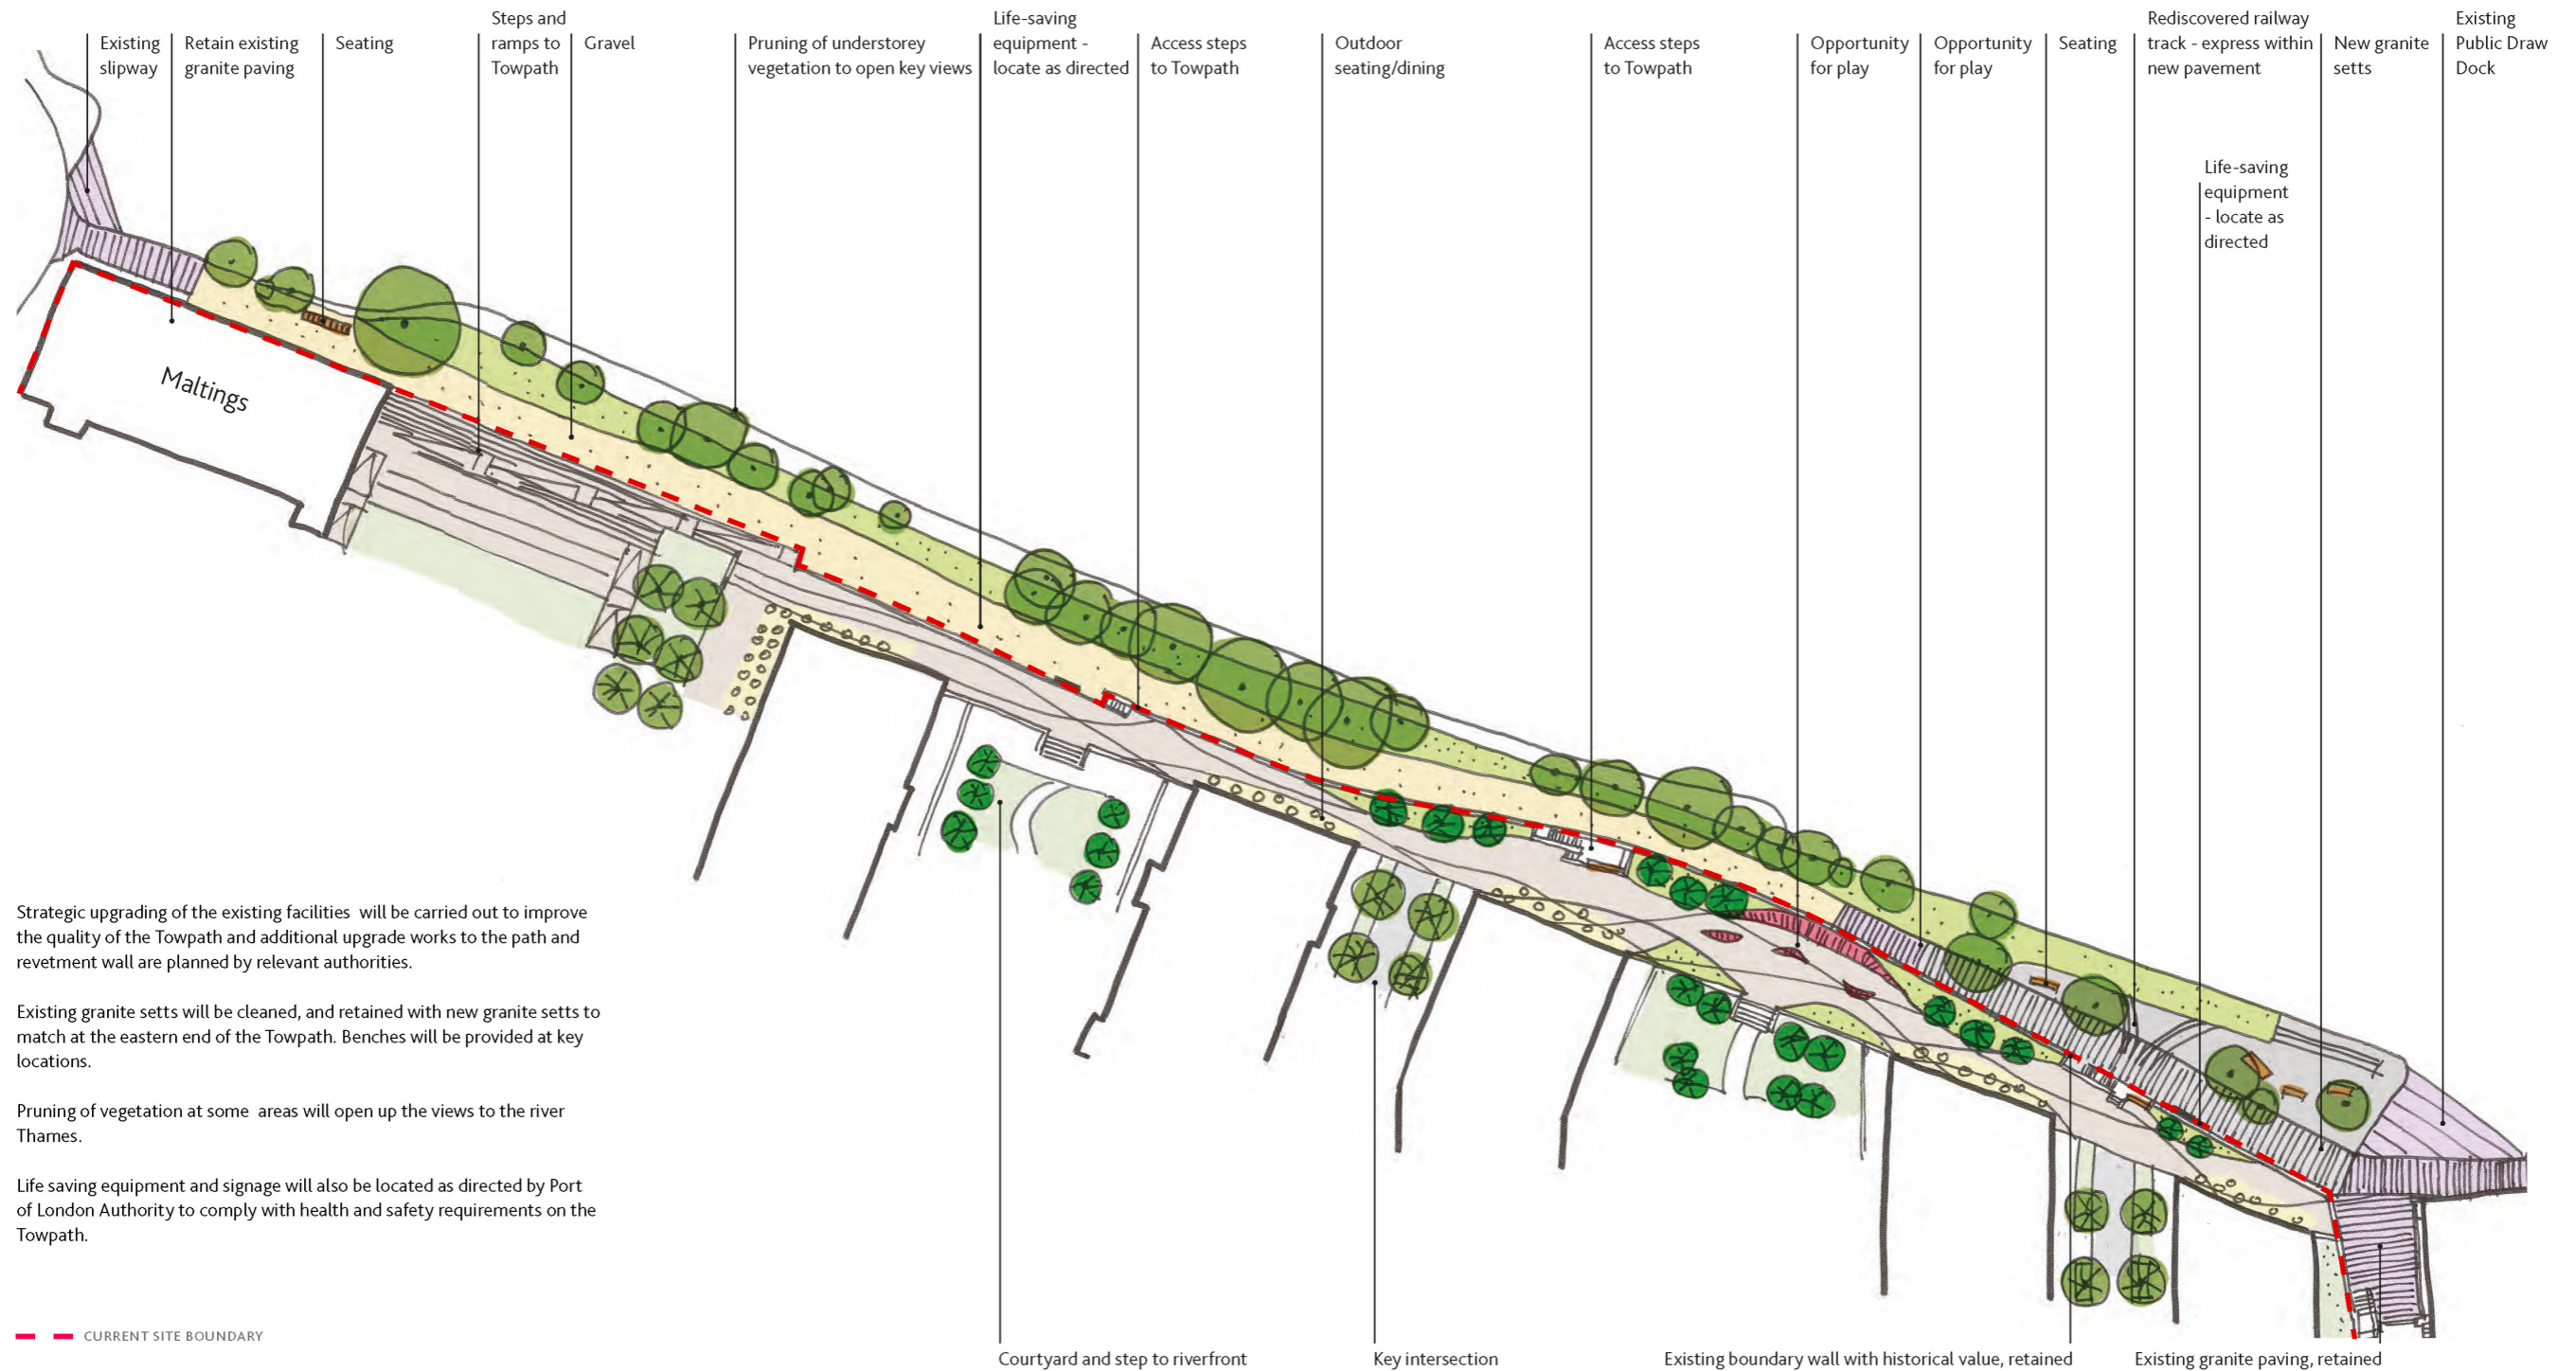 Existing
slipway
Retain existing
granite paving
Seating
Steps and
ramps to
Towpath
Gravel
Pruning of understorey
vegetation to open key views
Life-saving
equipment -
locate as directed
Access steps
to Towpath
Outdoor
seating/dining
Access steps
to Towpath
Opportunity
for play
Opportunity
for play
Seating
Rediscovered railway
track - express within
new pavement
New granite
setts
Existing
Public Draw
Dock
Life-saving
equipment
- locate as
directed
Maltings
Strategic upgrading of the existing facilities will be carried out to improve
the quality of the Towpath and additional upgrade works to the path and
revetment wall are planned by relevant authorities.
Existing granite setts will be cleaned, and retained with new granite setts to
match at the eastern end of the Towpath. Benches will be provided at key
locations.
Pruning of vegetation at some areas will open up the views to the river
Thames.
Life saving equipment and signage will also be located as directed by Port
of London Authority to comply with health and safety requirements on the
Towpath.
CURRENT SITE BOUNDARY
Courtyard and step to riverfront
Key intersection
Existing boundary wall with historical value, retained
Existing granite paving, retained